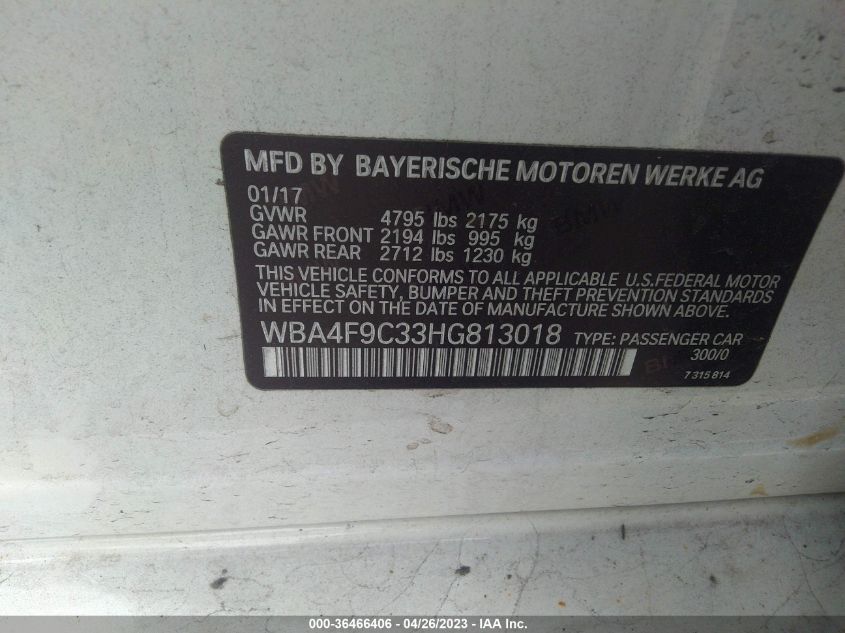 MFD BY BAYERISCHE MOTOREN WERKE AG
01/17
GVWR 4795 lbs 2175 kg
GAWR FRONT 2194 lbs 995 kg
GAWR REAR 2712 lbs 1230 kg
THIS VEHICLE CONFORMS TO ALL APPLICABLE U.S.FEDERAL MOTOR
VEHICLE SAFETY, BUMPER AND THEFT PREVENTION STANDARDS
IN EFFECT ON THE DATE OF MANUFACTURE SHOWN ABOVE.
WBA4F9C33HG813018 TYPE: PASSENGER CAR
300/0
7 315 814
000-36466406 - 04/26/2023 - IAA Inc.